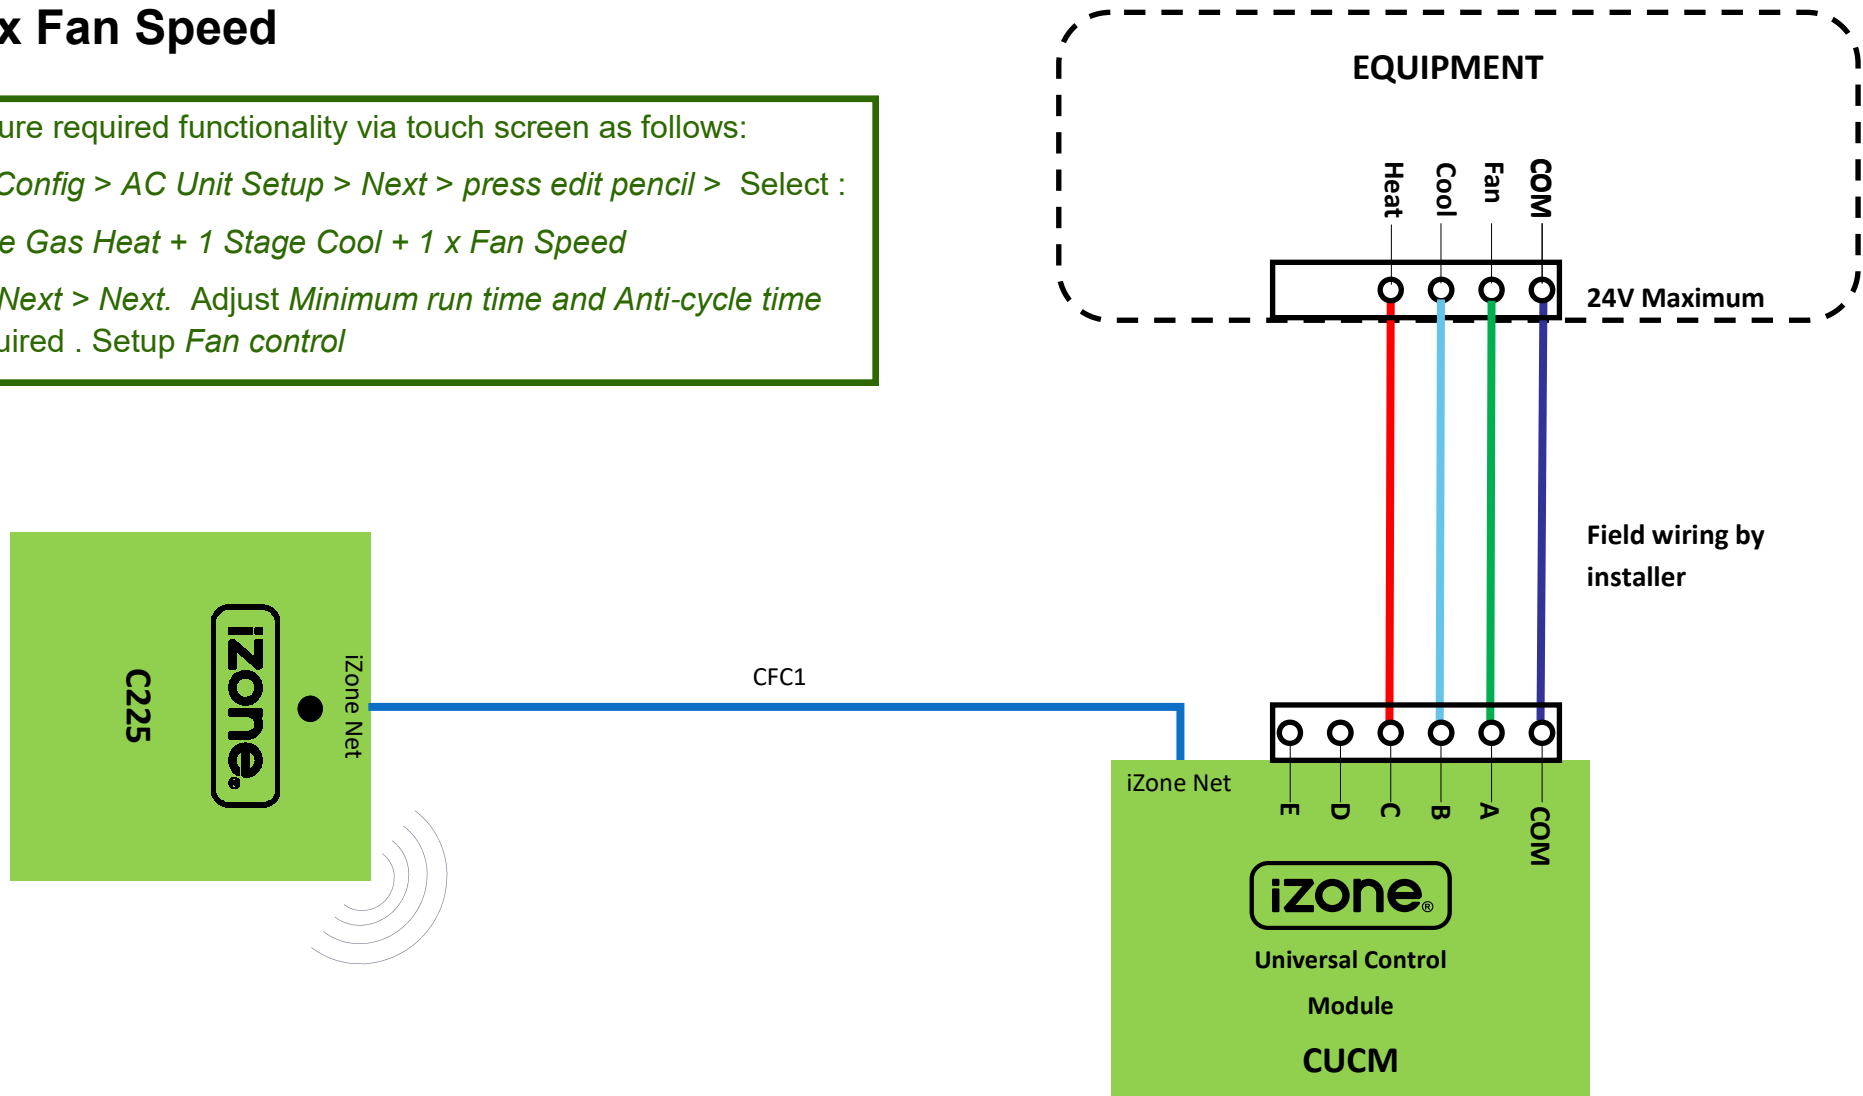 x Fan Speed
ure required functionality via touch screen as follows:
Config > AC Unit Setup > Next > press edit pencil > Select :
e Gas Heat + 1 Stage Cool + 1 x Fan Speed
Next > Next. Adjust Minimum run time and Anti-cycle time
uired . Setup Fan control
EQUIPMENT
Heat
Cool
Fan
COM
24V Maximum
Field wiring by
installer
C225
izone®
iZone Net
CFC1
iZone Net
E
D
C
B
A
COM
izone®
Universal Control
Module
CUCM